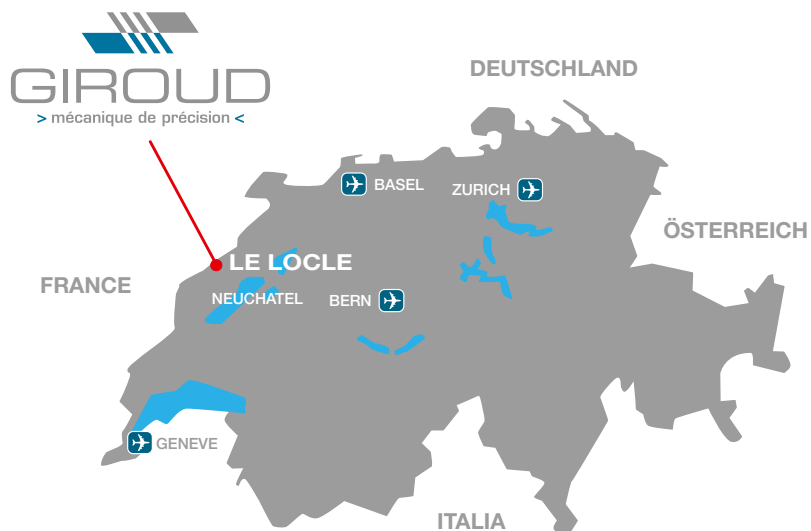 GIROUD
> mécanique de précision <
DEUTSCHLAND
BASEL
ZURICH
ÖSTERREICH
LE LOCLE
FRANCE
NEUCHATEL
BERN
GENEVE
ITALIA